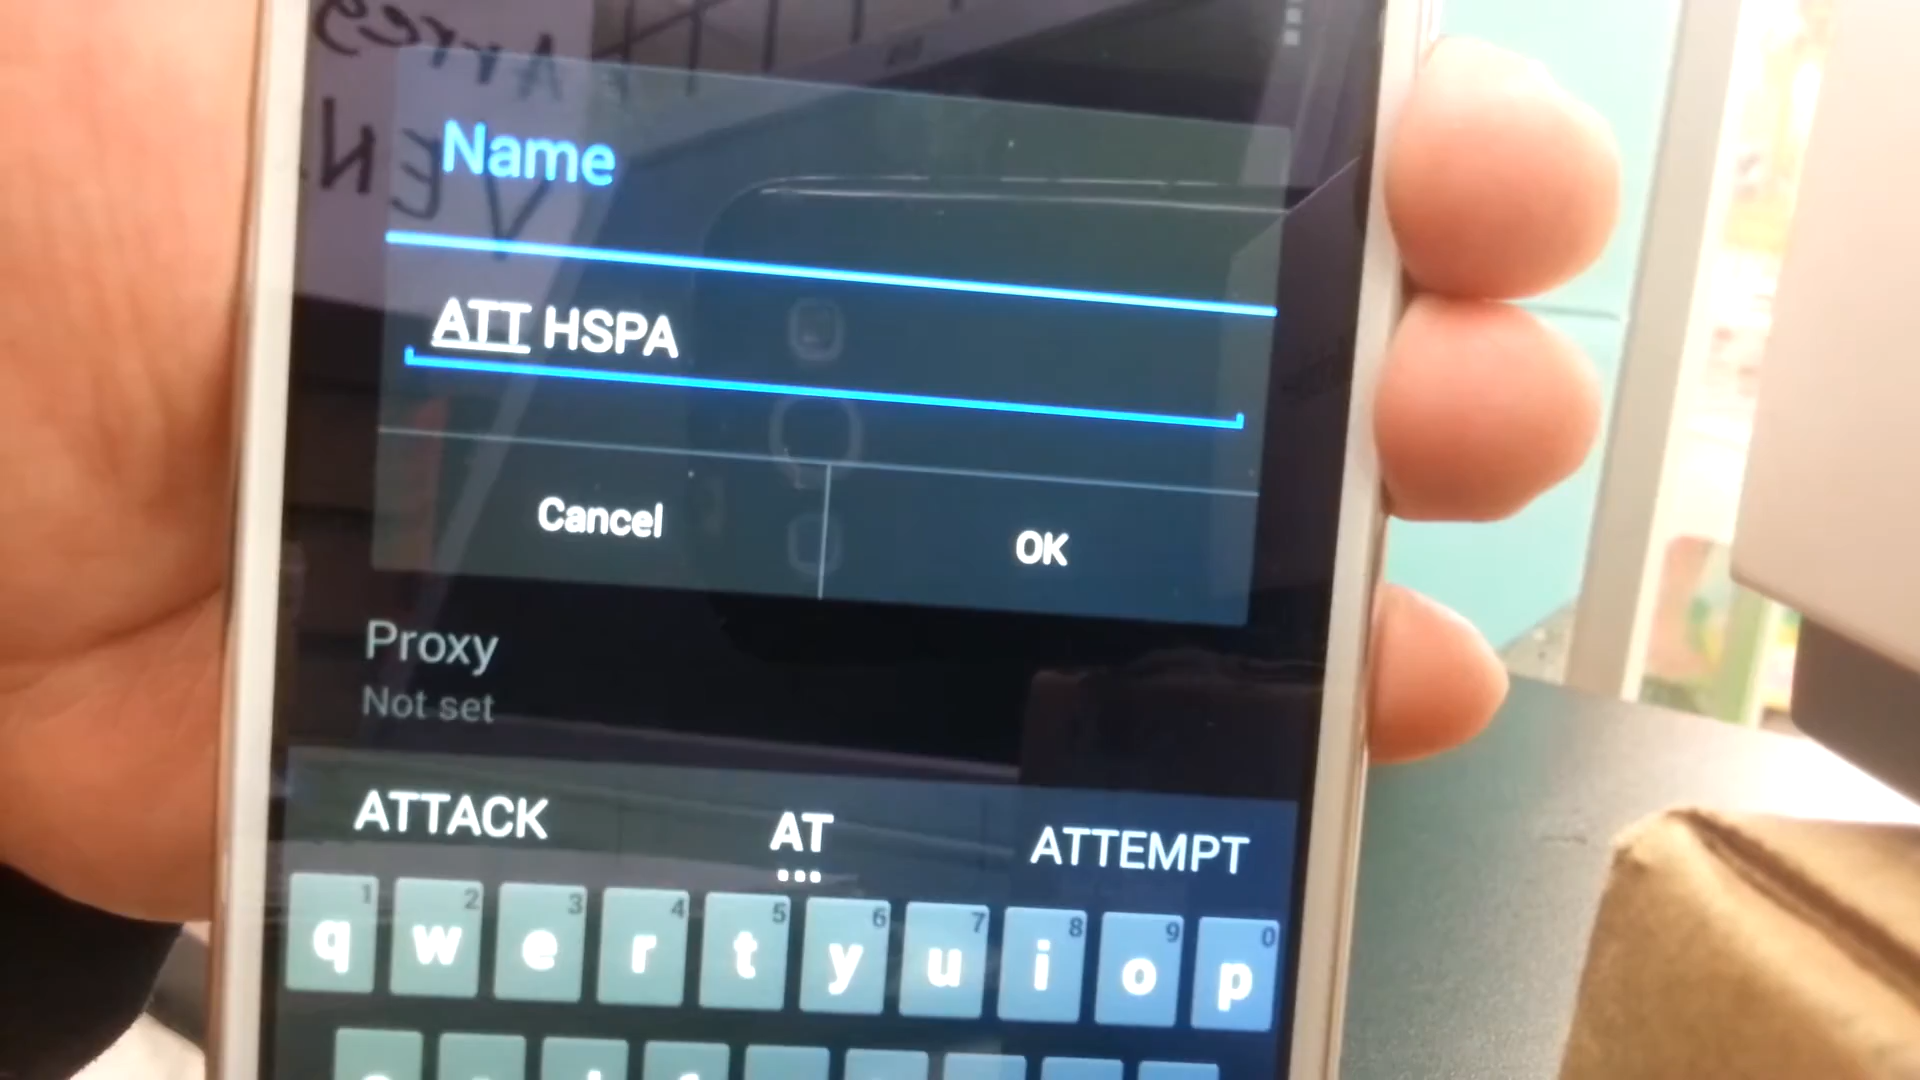 Name
ATT HSPA
Cancel OK
Proxy
Not set
ATTACK AT ATTEMPT
...
1 2 3 4 5 6 7 8 9 0
q w e r t y u i o p